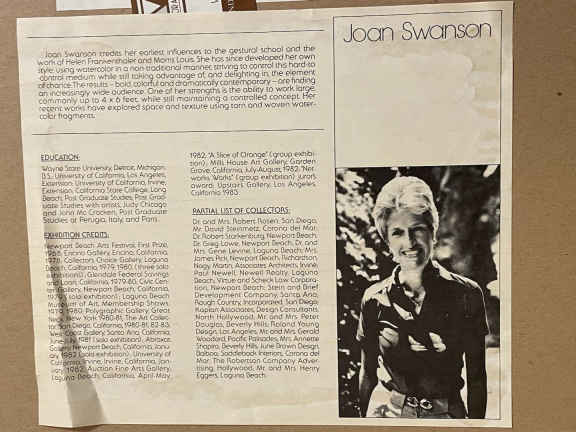 Joan Swanson
Joan Swanson credits her earliest influences to the gestural school and the
work of Helen Frankenthaler and Morris Louis. She has since developed her own
style using watercolor in a non-traditional manner, striving to control this hard-to
control medium while still taking advantage of, and delighting in, the element
of chance. The results – bold, colorful and dramatically contemporary – are finding
an increasingly wide audience. One of her strengths is the ability to work large,
commonly up to 4 x 6 feet, while still maintaining a controlled concept. Her
recent works have explored space and texture using torn and woven water-
color fragments.
EDUCATION:
Wayne State University, Detroit, Michigan.
B.S., University of California, Los Angeles,
Extension. University of California, Irvine,
Extension. California State College, Long
Beach, Post Graduate Studies. Post Grad-
uate Studies with artists, Judy Chicago
and John Mc Cracken. Post Graduate
Studies at Perugia, Italy, and Paris.
EXHIBITION CREDITS:
Newport Beach Arts Festival, First Prize,
1968. Encino Gallery, Encino, California,
1978. Collectors Choice Gallery, Laguna
Beach, California, 1979, 1980. (three solo
exhibitions). Glendale Federal Savings
and Loan, California, 1979-80. Civic Cen-
ter Gallery, Newport Beach, California,
1979. (solo exhibition). Laguna Beach
Museum of Art, Membership Shows,
1979, 1980. Polygraphic Gallery, Great
Neck, New York 1980-81. The Art Collec-
tor, San Diego, California, 1980-81, 82-83.
West Coast Gallery, Santa Ana, California,
June-July 1981 (solo exhibition). Abraxas
Gallery, Newport Beach, California, Janu-
ary, 1982 (solo exhibition). University of
California, Irvine, Irvine, California, Jan-
uary, 1982. Auction Fine Arts Gallery,
Laguna Beach, California, April-May,
1982. "A Slice of Orange" (group exhibi-
tion). Mills House Art Gallery, Garden
Grove, California, July-August, 1982. "Net-
works, Works" (group exhibition) jurors
award, Upstairs Gallery, Los Angeles,
California 1983
PARTIAL LIST OF COLLECTORS:
Dr. and Mrs. Robert Rosen, San Diego,
Mr. David Steinmetz, Corona del Mar,
Dr. Robert Starkenburg, Newport Beach,
Dr. Greg Lowe, Newport Beach, Dr. and
Mrs. Gene Levine, Laguna Beach; Mrs.
James Pick, Newport Beach, Richardson,
Nagy, Martin, Associates Architects, Irvine;
Paul Newell, Newell Realty, Laguna
Beach, Virtue and Scheck Law Corpora-
tion, Newport Beach; Stein and Brief
Development Company, Santa Ana,
Rough Country, Incorporated, San Diego;
Kaplan Associates, Design Consultants,
North Hollywood, Mr. and Mrs. Peter
Douglas, Beverly Hills, Roland Young
Design, Los Angeles, Mr. and Mrs. Gerald
Woodard, Pacific Palisades, Mrs. Annette
Shapiro, Beverly Hills, June Brown Design,
Balboa, Saddleback Interiors, Corona del
Mar; The Robertson Company Adver-
tising, Hollywood, Mr. and Mrs. Henry
Eggers, Laguna Beach.